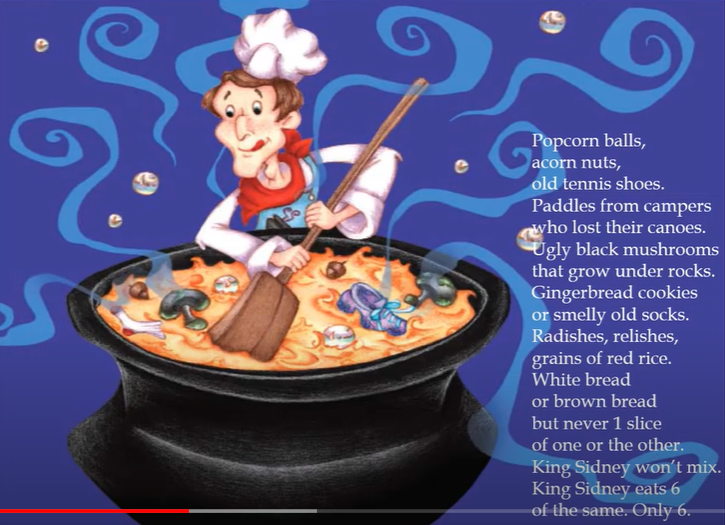 Popcorn balls,
acorn nuts,
old tennis shoes.
Paddles from campers
who lost their canoes.
Ugly black mushrooms
that grow under rocks.
Gingerbread cookies
or smelly old socks.
Radishes, relishes,
grains of red rice.
White bread
or brown bread
but never 1 slice
of one or the other.
King Sidney won't mix.
King Sidney eats 6
of the same. Only 6.